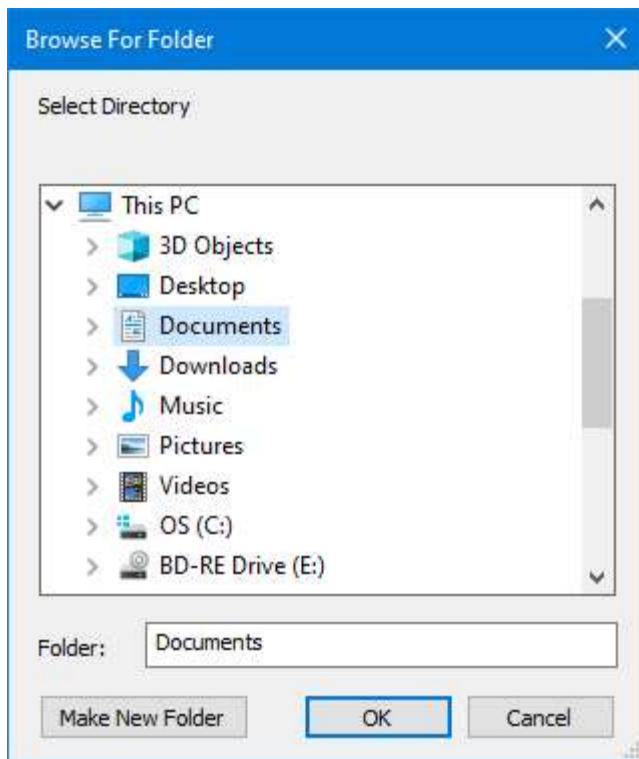 Browse For Folder
Select Directory
This PC
3D Objects
Desktop
Documents
Downloads
Music
Pictures
Videos
OS (C:)
BD-RE Drive (E:)
Folder: Documents
Make New Folder OK Cancel